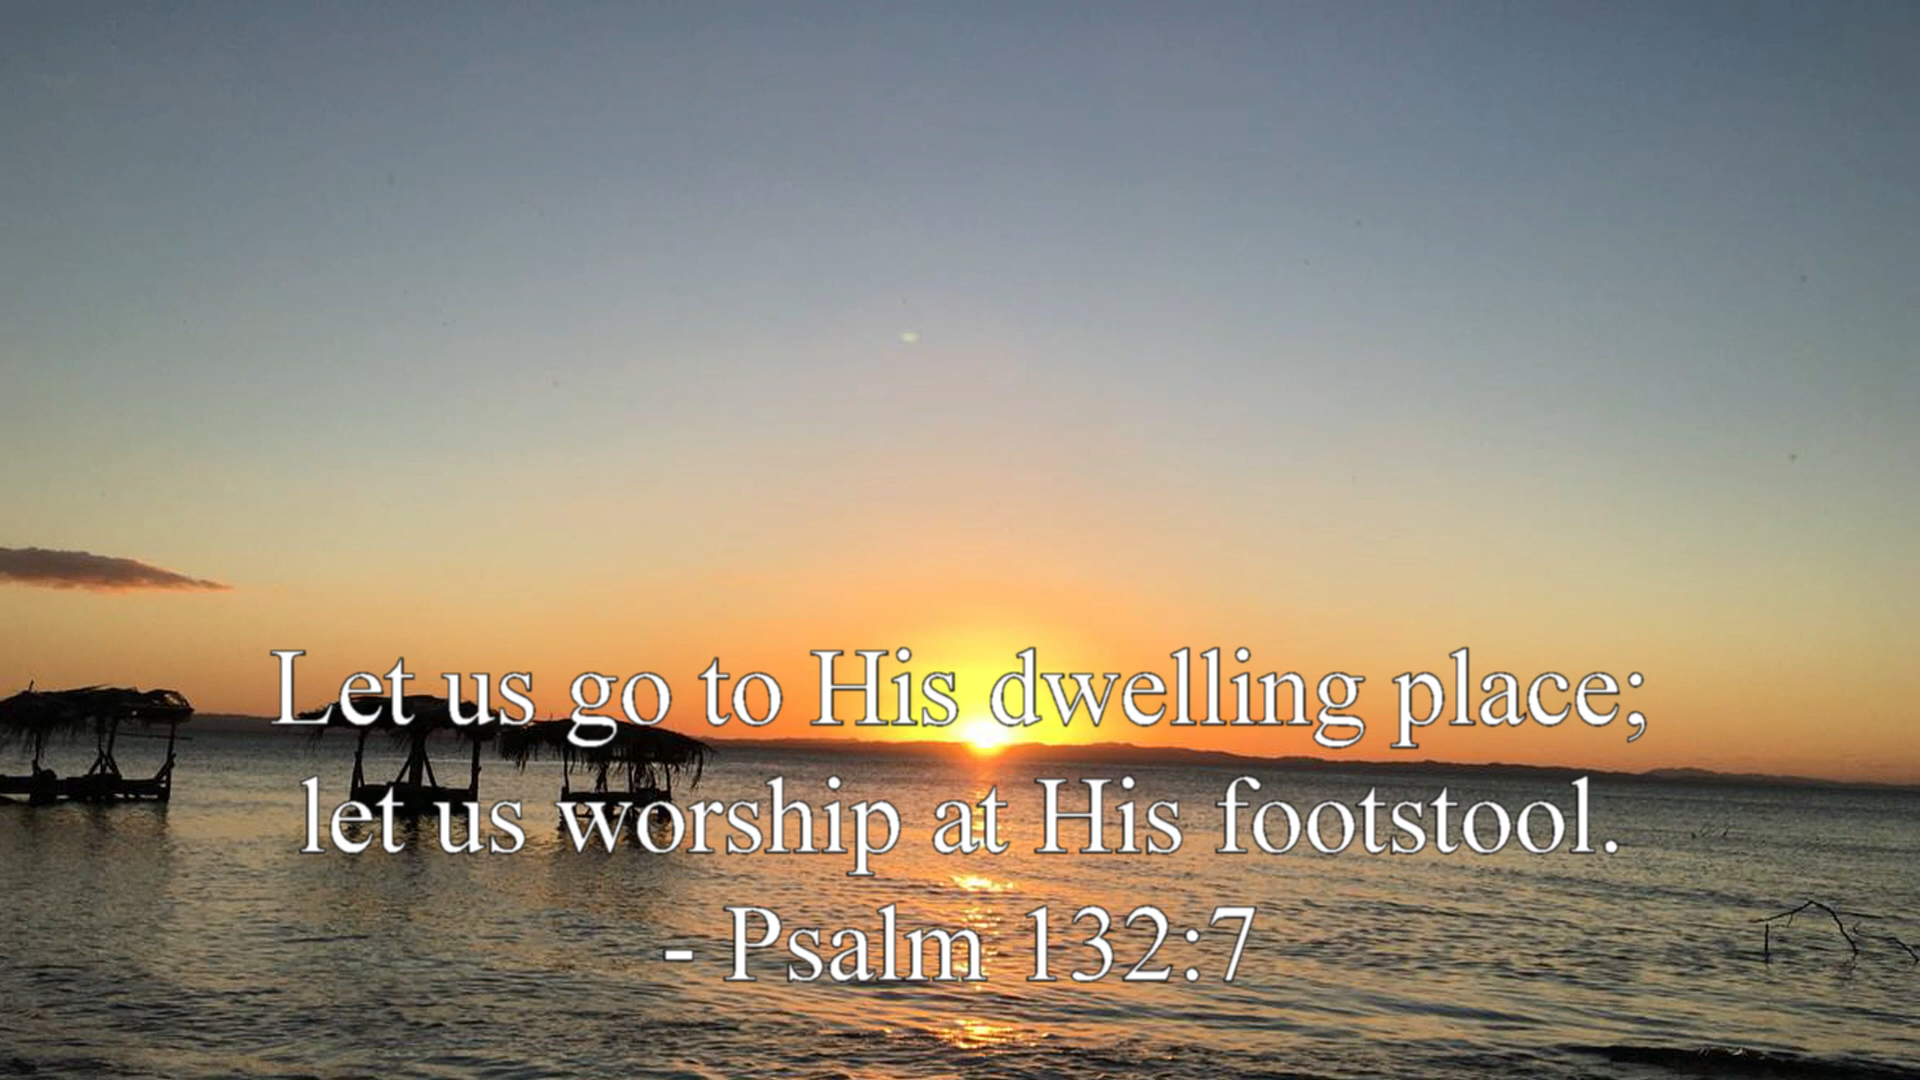 Let us go to His dwelling place;
let us worship at His footstool.
- Psalm 132:7